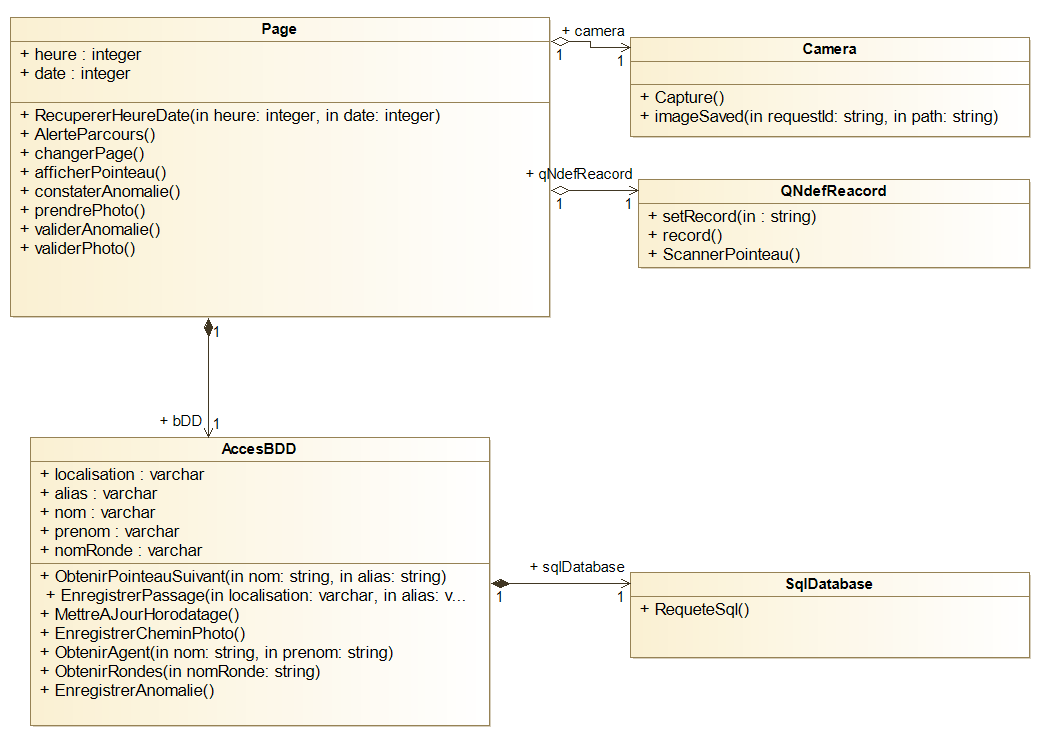 Page
+ heure : integer
+ date : integer
+ RecupererHeureDate(in heure: integer, in date: integer)
+ AlerteParcours()
+ changerPage()
+ afficherPointeau()
+ constaterAnomalie()
+ prendrePhoto()
+ validerAnomalie()
+ validerPhoto()
+ camera
1
1
Camera
+ Capture()
+ imageSaved(in requestId: string, in path: string)
+ qNdefReacord
1
1
QNdefReacord
+ setRecord(in : string)
+ record()
+ ScannerPointeau()
1
+ bDD
1
AccesBDD
+ localisation : varchar
+ alias : varchar
+ nom : varchar
+ prenom : varchar
+ nomRonde : varchar
+ ObtenirPointeauSuivant(in nom: string, in alias: string)
+ EnregistrerPassage(in localisation: varchar, in alias: v...
+ MettreAJourHorodatage()
+ EnregistrerCheminPhoto()
+ ObtenirAgent(in nom: string, in prenom: string)
+ ObtenirRondes(in nomRonde: string)
+ EnregistrerAnomalie()
+ sqlDatabase
1
1
SqlDatabase
+ RequeteSql()